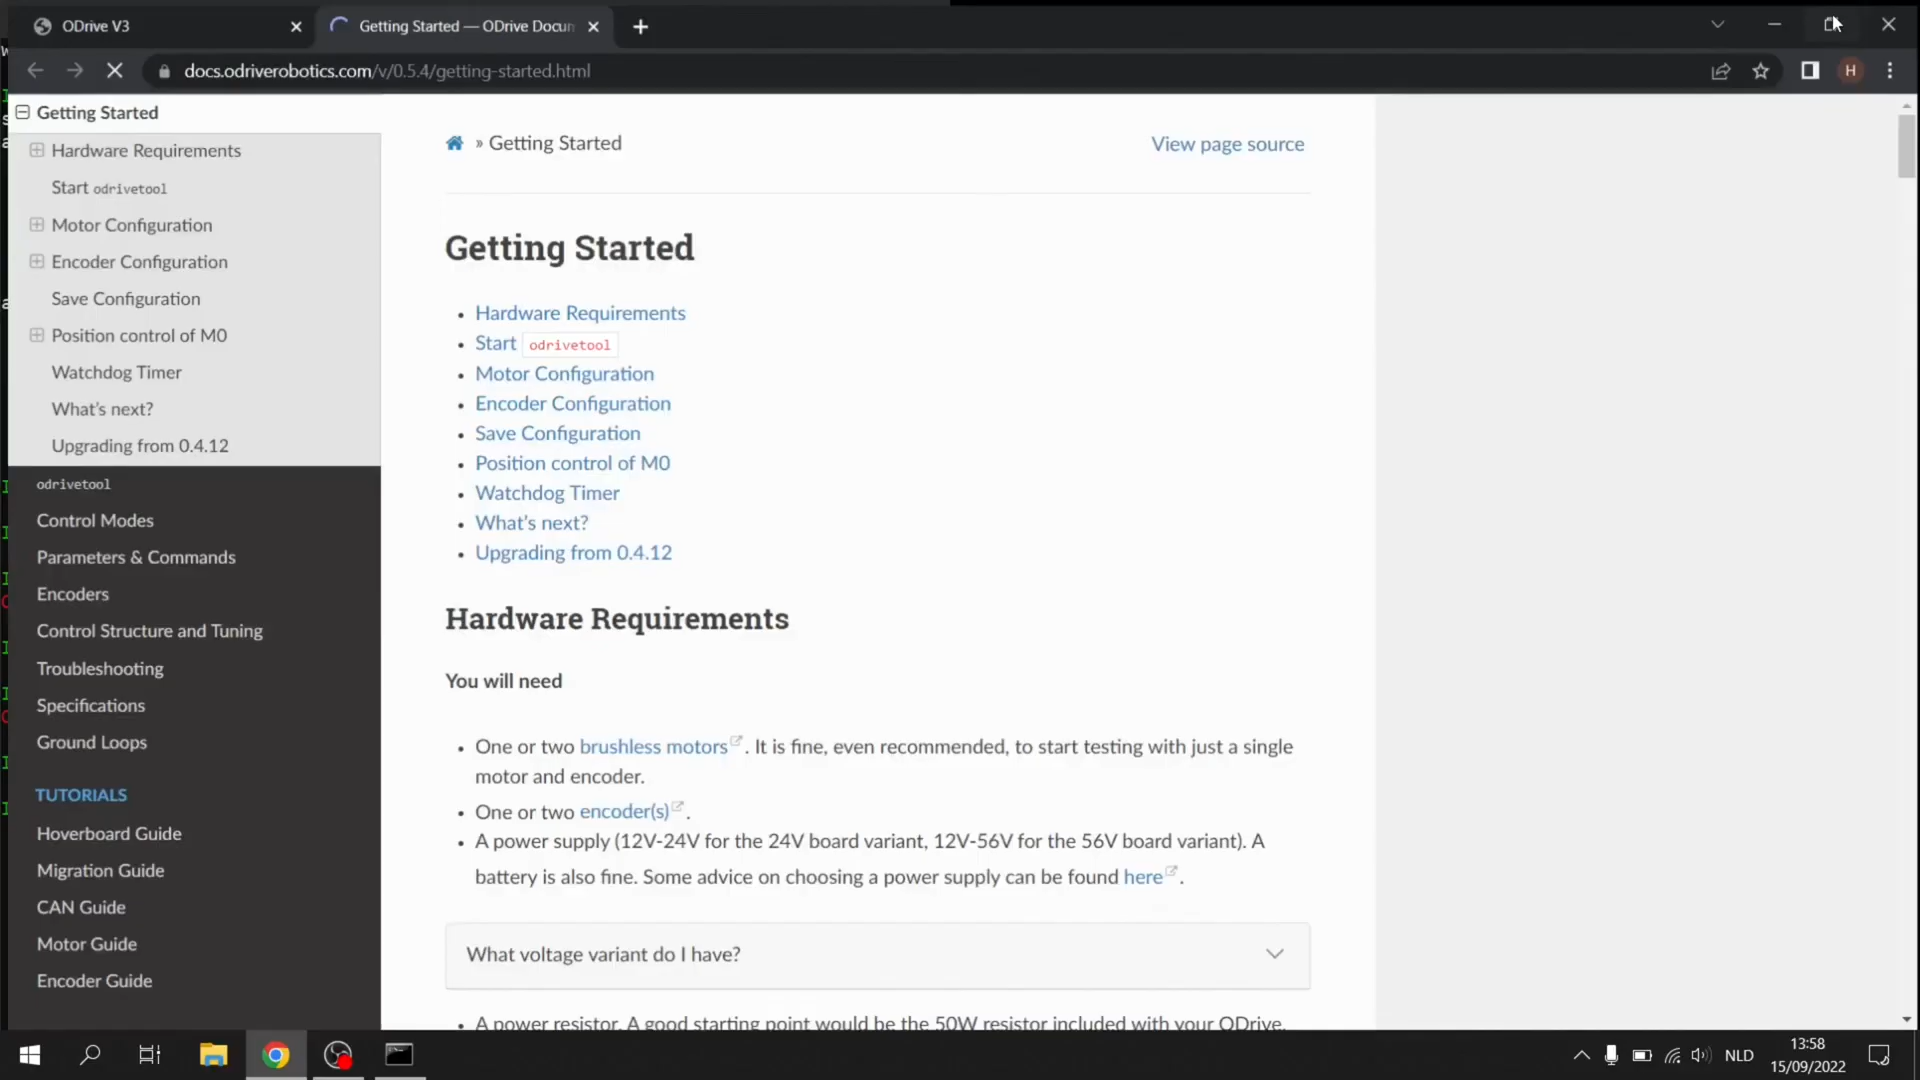 ODrive V3
Getting Started — ODrive Docum
docs.odriverobotics.com/v/0.5.4/getting-started.html
H
Getting Started
Hardware Requirements
Start odrivetool
Motor Configuration
Encoder Configuration
Save Configuration
Position control of M0
Watchdog Timer
What's next?
Upgrading from 0.4.12
odrivetool
Control Modes
Parameters & Commands
Encoders
Control Structure and Tuning
Troubleshooting
Specifications
Ground Loops
TUTORIALS
Hoverboard Guide
Migration Guide
CAN Guide
Motor Guide
Encoder Guide
» Getting Started
View page source
Getting Started
Hardware Requirements
Start odrivetool
Motor Configuration
Encoder Configuration
Save Configuration
Position control of M0
Watchdog Timer
What's next?
Upgrading from 0.4.12
Hardware Requirements
You will need
One or two brushless motors. It is fine, even recommended, to start testing with just a single
motor and encoder.
One or two encoder(s).
A power supply (12V-24V for the 24V board variant, 12V-56V for the 56V board variant). A
battery is also fine. Some advice on choosing a power supply can be found here.
What voltage variant do I have?
A power resistor. A good starting point would be the 50W resistor included with your ODrive.
NLD
13:58
15/09/2022